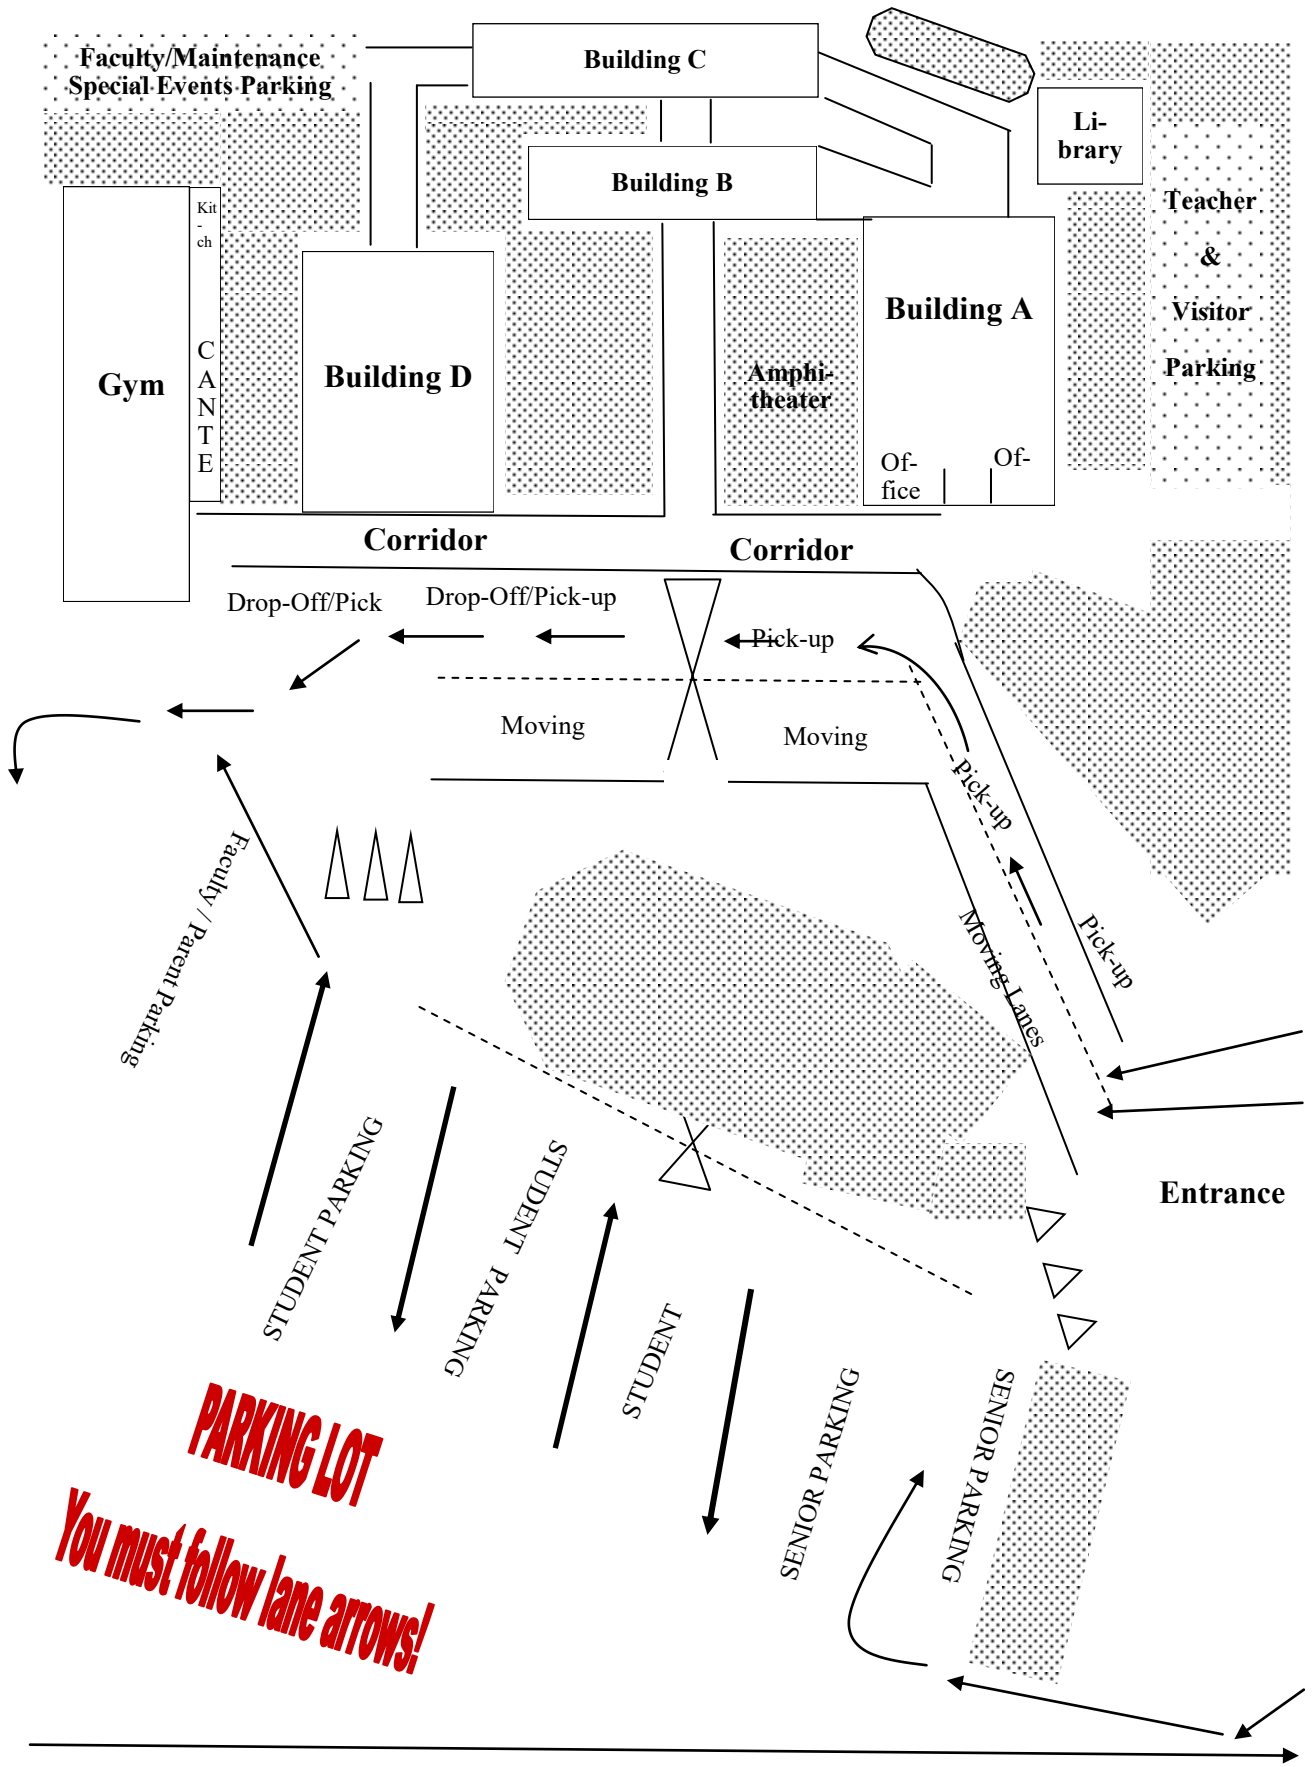 Faculty/Maintenance
Special Events Parking
Building C
Li-
brary
Building B
Teacher
&
Visitor
Parking
Kit
-
ch
CANTE
Gym
Building D
Building A
Amphi-
theater
Of-
fice
Of-
Corridor
Corridor
Drop-Off/Pick
Drop-Off/Pick-up
Pick-up
Moving
Moving
Pick-up
Faculty / Parent Parking
Moving Lanes
Pick-up
Entrance
STUDENT PARKING
STUDENT PARKING
STUDENT
SENIOR PARKING
SENIOR PARKING
PARKING LOT
You must follow lane arrows!